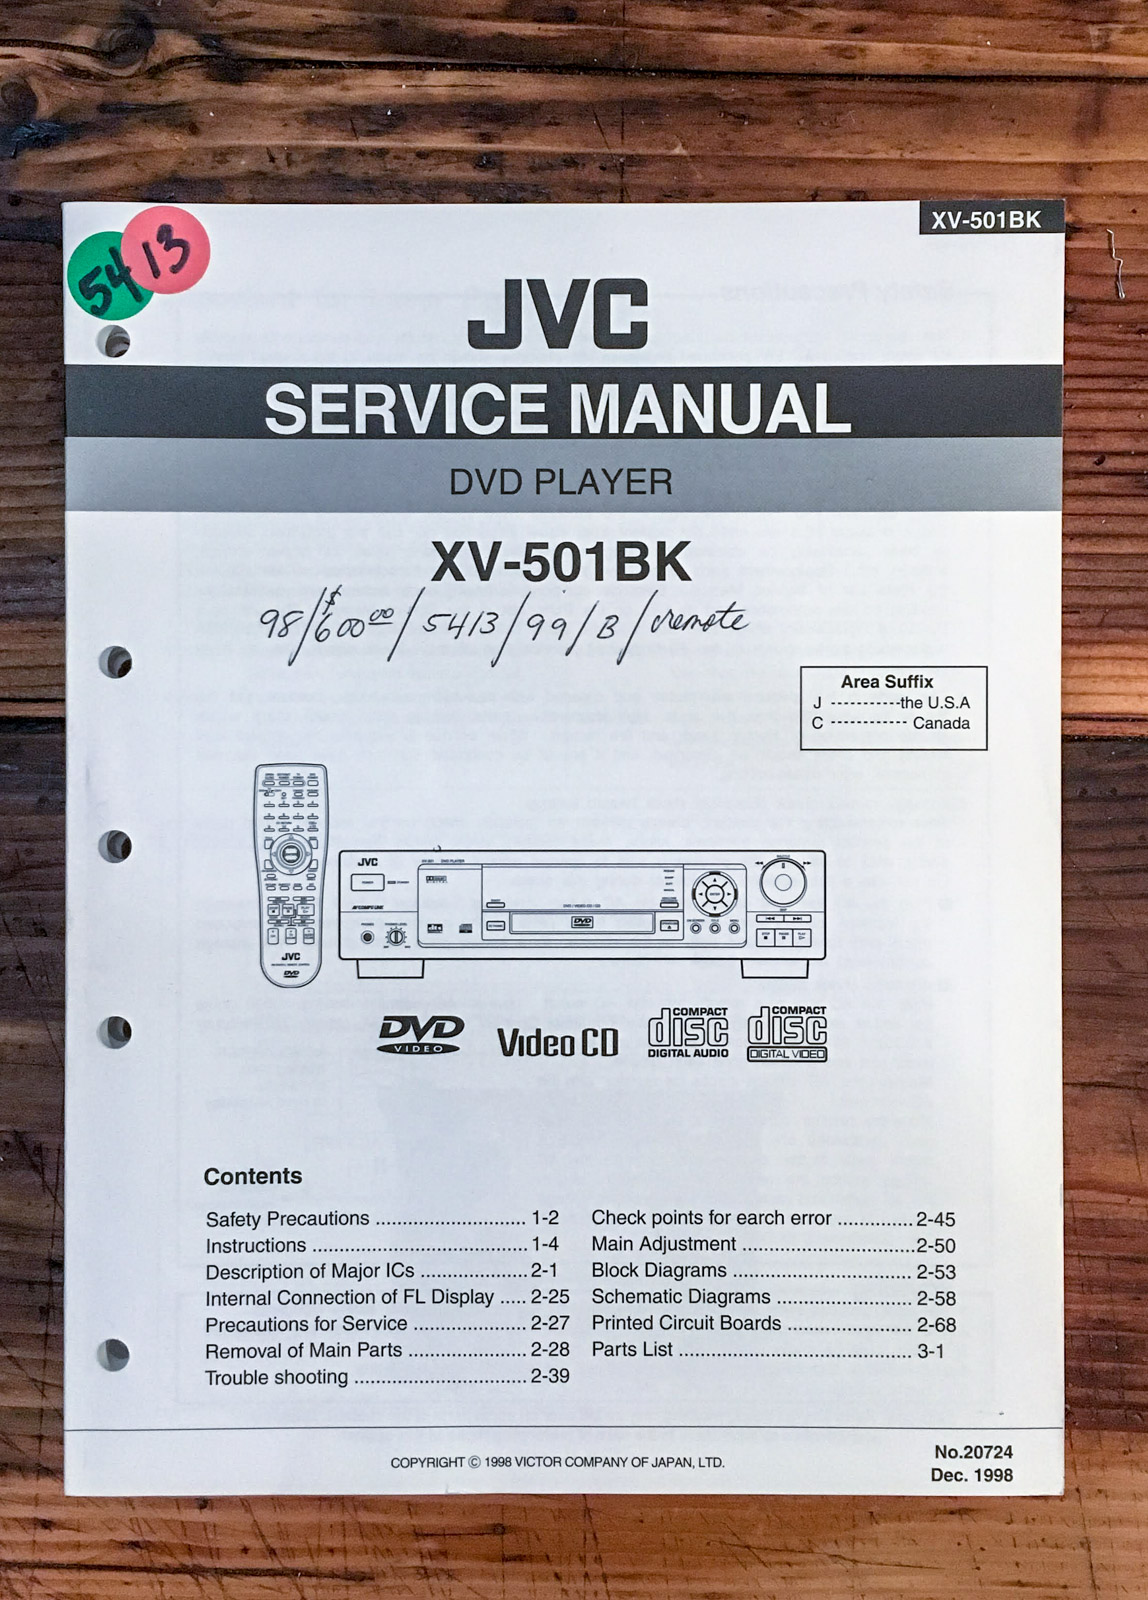 XV-501BK
54 13
JVC
SERVICE MANUAL
DVD PLAYER
XV-501BK
98/$600.00/5413/99/B/remote
Area Suffix
J -----------the U.S.A
C ------------ Canada
JVC
JVC
DVD
DVD
DVD VIDEO
Video CD
COMPACT disc DIGITAL AUDIO
COMPACT disc DIGITAL VIDEO
Contents
Safety Precautions ........................... 1-2
Instructions ...................................... 1-4
Description of Major ICs ................... 2-1
Internal Connection of FL Display ..... 2-25
Precautions for Service .................... 2-27
Removal of Main Parts ..................... 2-28
Trouble shooting .............................. 2-39
Check points for earch error .............. 2-45
Main Adjustment ................................ 2-50
Block Diagrams ................................. 2-53
Schematic Diagrams ......................... 2-58
Printed Circuit Boards ....................... 2-68
Parts List ........................................... 3-1
COPYRIGHT © 1998 VICTOR COMPANY OF JAPAN, LTD.
No.20724
Dec. 1998